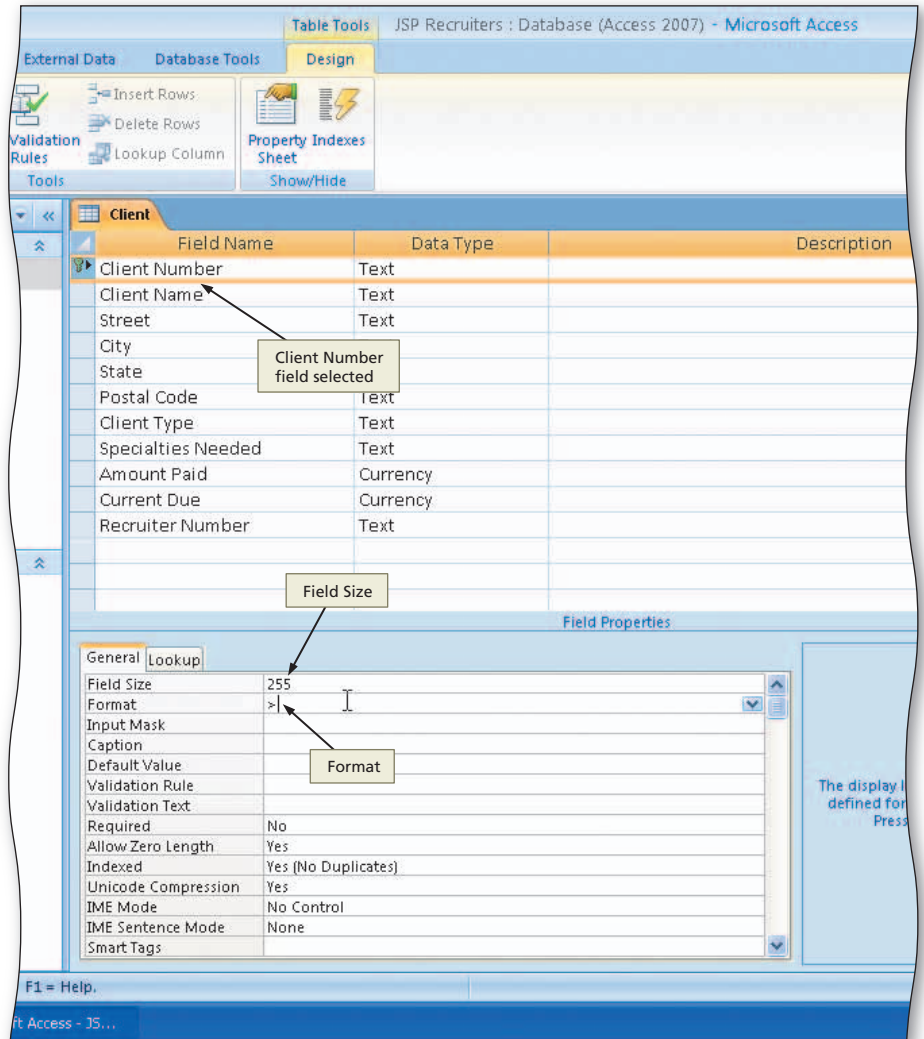 Table Tools JSP Recruiters : Database (Access 2007) - Microsoft Access
External Data Database Tools Design
Insert Rows
Delete Rows
Lookup Column
Validation Rules
Property Sheet
Indexes
Tools Show/Hide
Client
Field Name Data Type Description
Client Number Text
Client Name Text
Street Text
City
State
Postal Code Text
Client Type Text
Specialties Needed Text
Amount Paid Currency
Current Due Currency
Recruiter Number Text
Client Number
field selected
Field Size
Field Properties
General Lookup
Field Size 255
Format >
Input Mask
Caption
Default Value
Validation Rule
Validation Text
Required No
Allow Zero Length Yes
Indexed Yes (No Duplicates)
Unicode Compression Yes
IME Mode No Control
IME Sentence Mode None
Smart Tags
Format
The display l
defined for
Press
F1 = Help.
ft Access - JS...